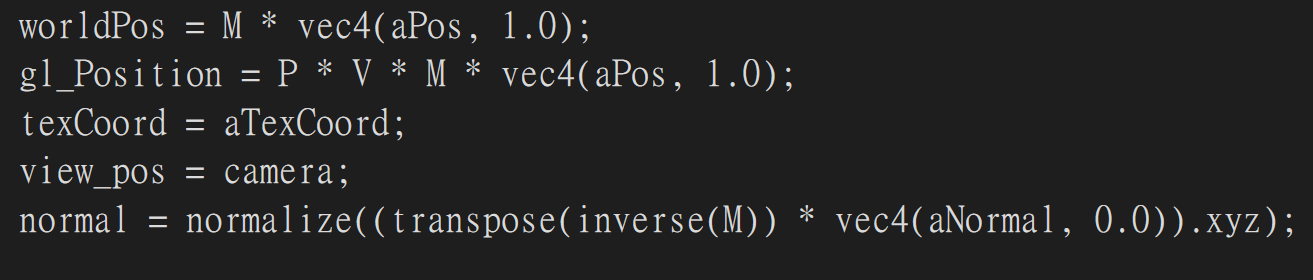 worldPos = M * vec4(aPos, 1.0);
gl_Position = P * V * M * vec4(aPos, 1.0);
texCoord = aTexCoord;
view_pos = camera;
normal = normalize((transpose(inverse(M)) * vec4(aNormal, 0.0)).xyz);